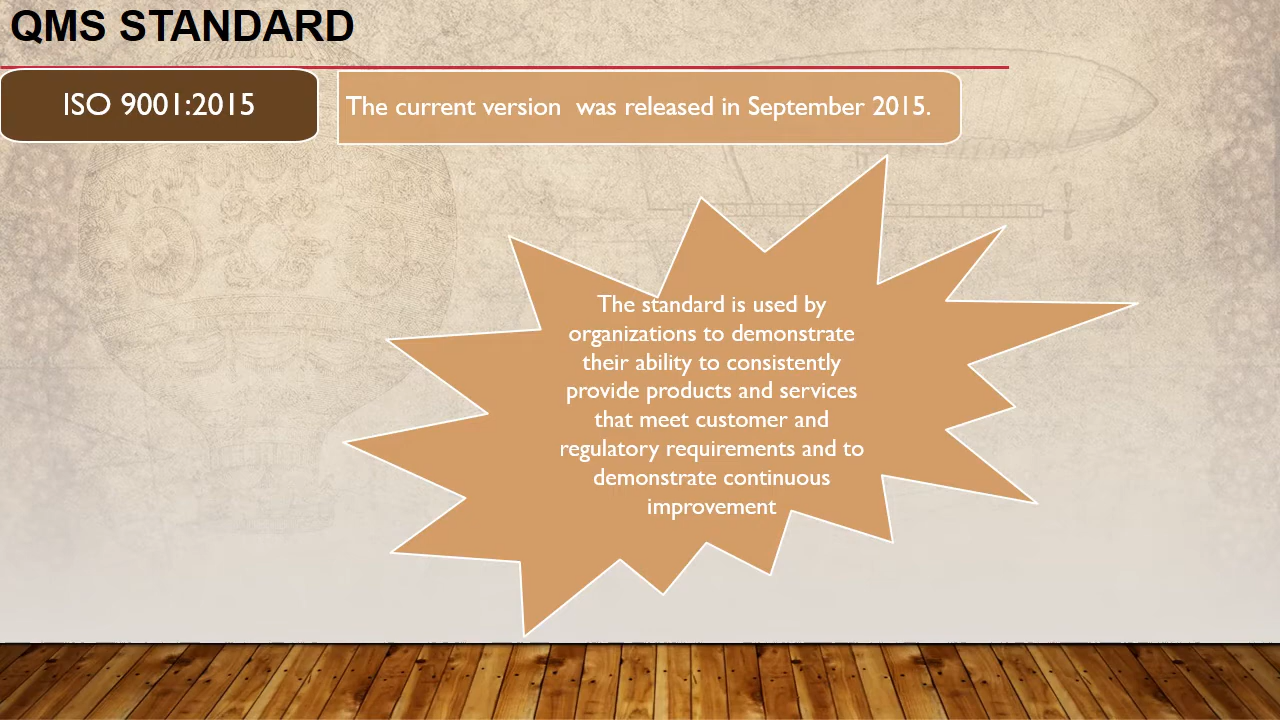 QMS STANDARD
ISO 9001:2015
The current version  was released in September 2015.
The standard is used by
organizations to demonstrate
their ability to consistently
provide products and services
that meet customer and
regulatory requirements and to
demonstrate continuous
improvement